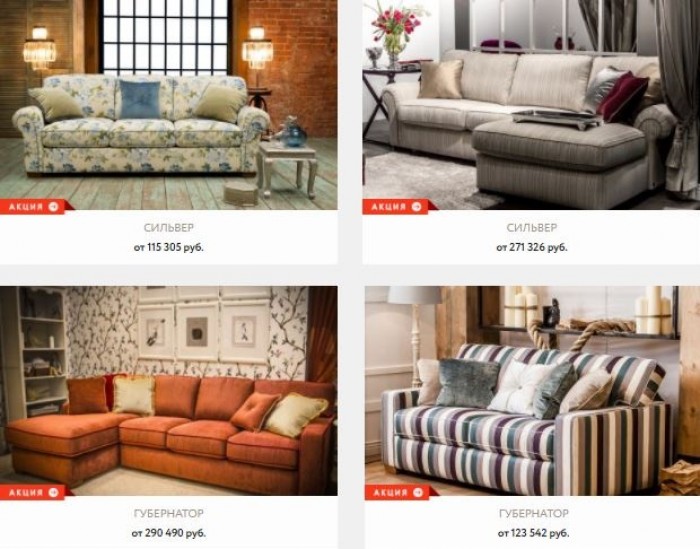 АКЦИЯ
СИЛЬВЕР
от 115 305 руб.
АКЦИЯ
СИЛЬВЕР
от 271 326 руб.
АКЦИЯ
ГУБЕРНАТОР
от 290 490 руб.
АКЦИЯ
ГУБЕРНАТОР
от 123 542 руб.